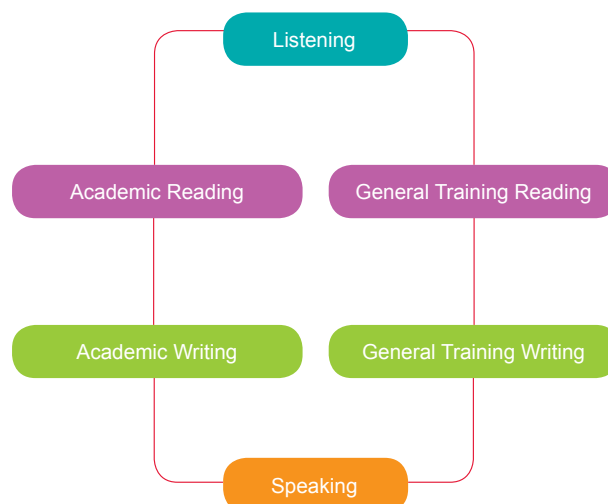 Listening
Academic Reading
General Training Reading
Academic Writing
General Training Writing
Speaking